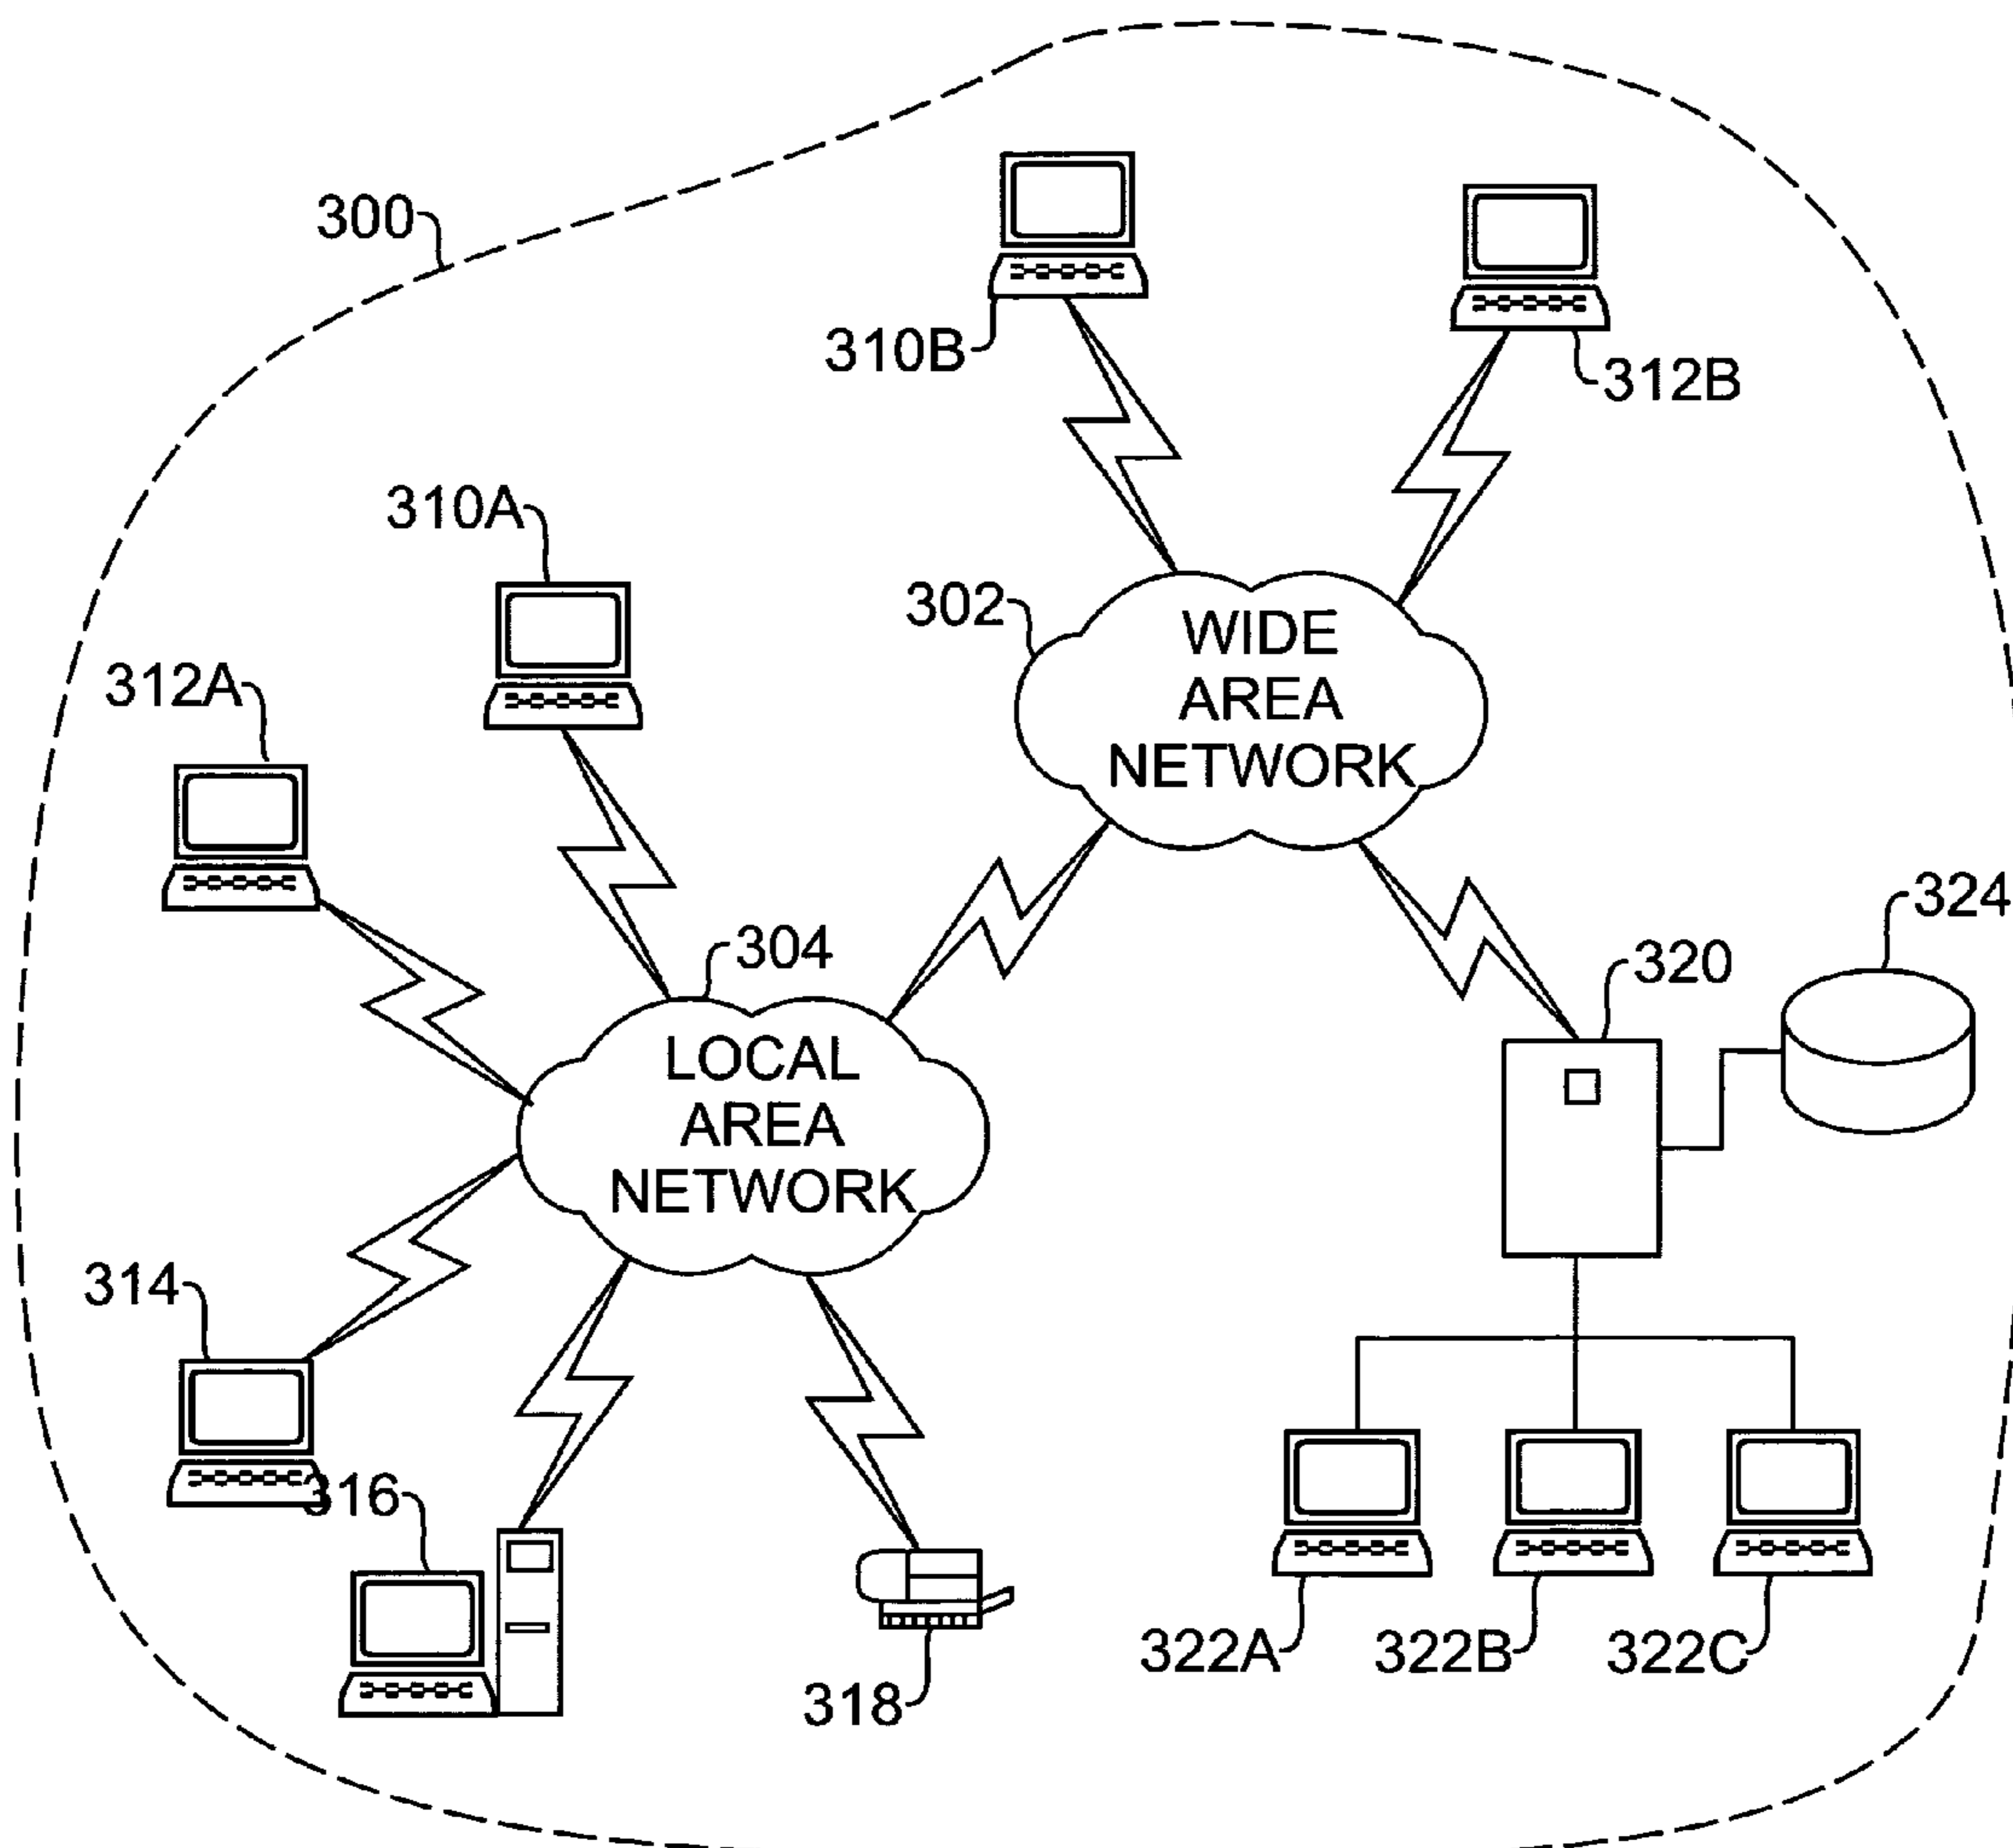 300
310B
312B
310A
302
WIDE
AREA
NETWORK
312A
304
324
320
LOCAL
AREA
NETWORK
314
316
322A
322B
322C
318